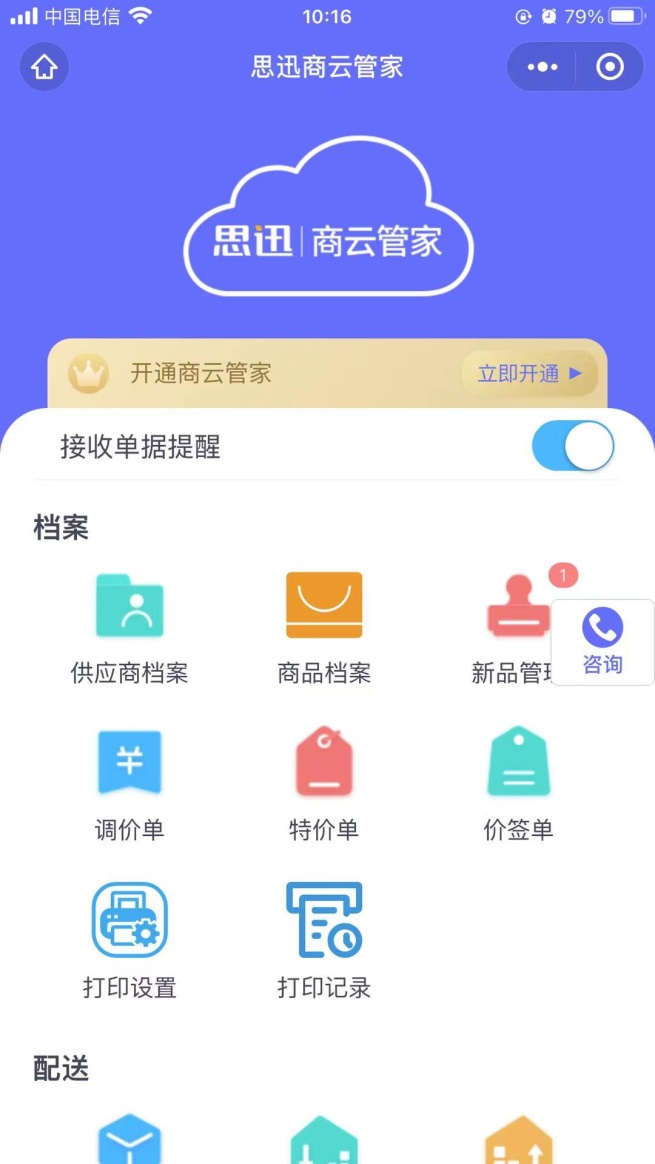 中国电信 10:16 79%
思迅商云管家
思迅|商云管家
开通商云管家 立即开通
接收单据提醒
档案
1
供应商档案 商品档案 新品管 咨询
调价单 特价单 价签单
打印设置 打印记录
配送